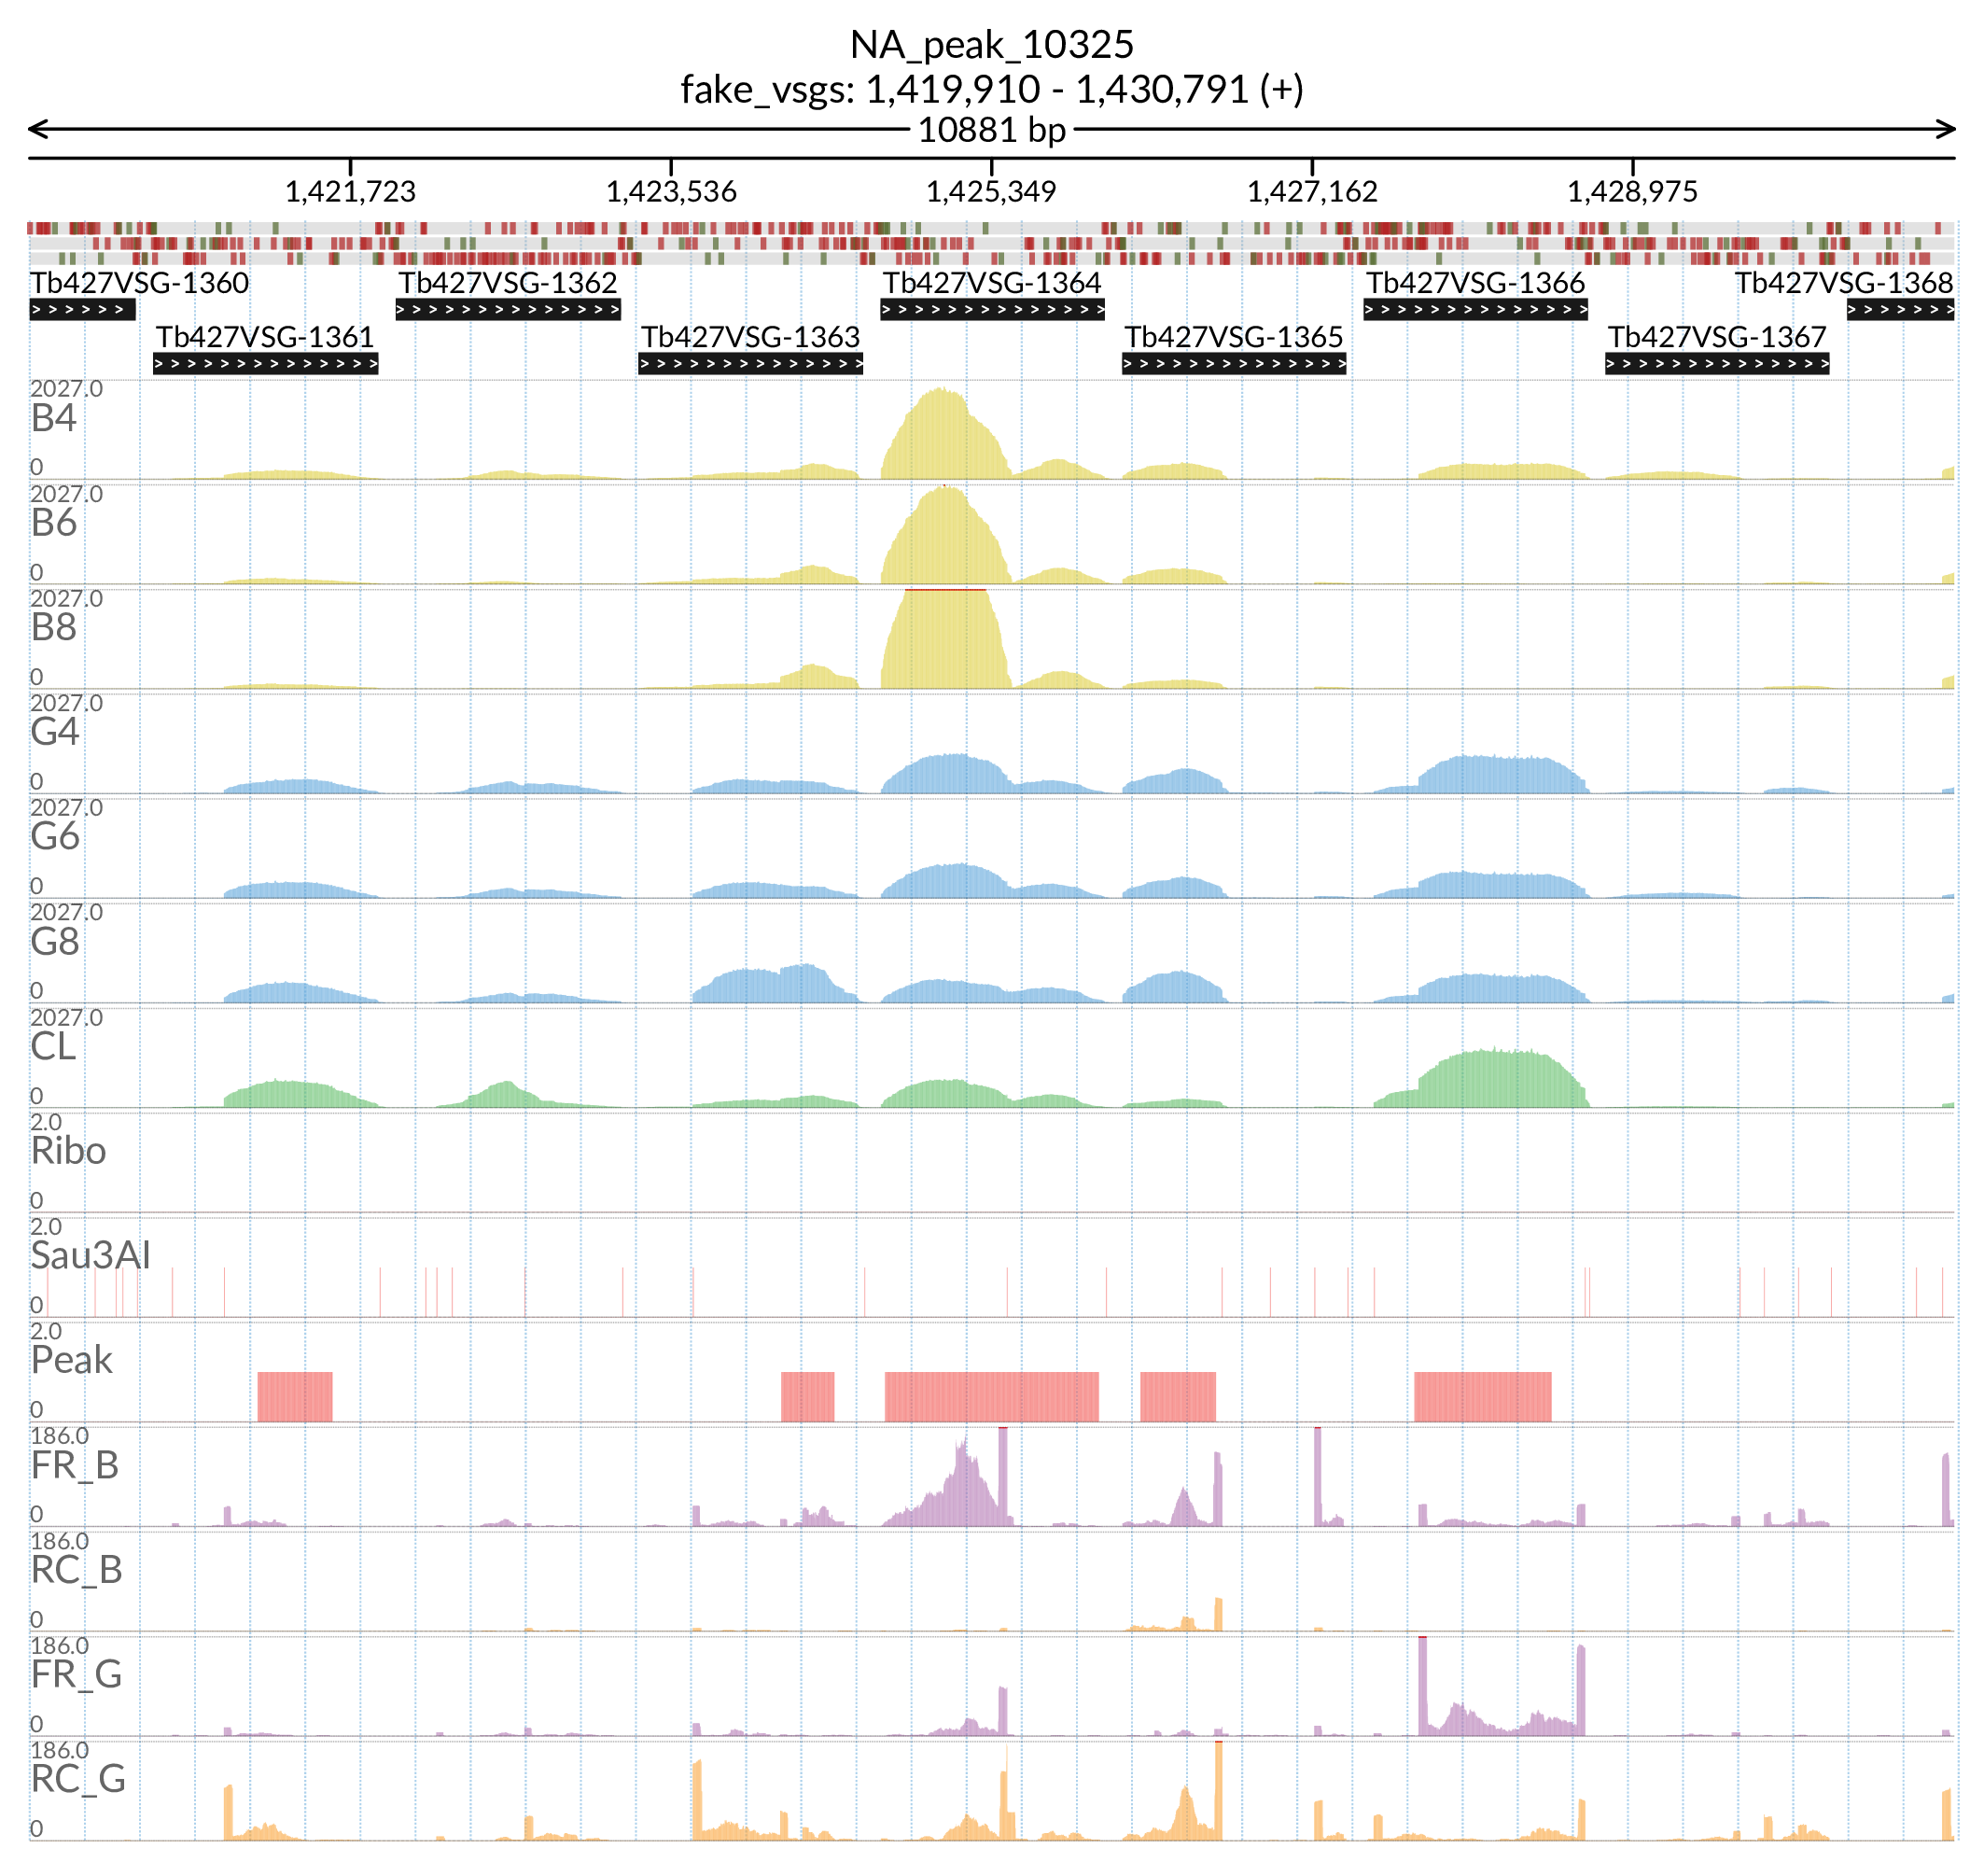 NA_peak_10325
fake_vsgs: 1,419,910 - 1,430,791 (+)
10881 bp
1,421,723 1,423,536 1,425,349 1,427,162 1,428,975
Tb427VSG-1360 Tb427VSG-1362 Tb427VSG-1364 Tb427VSG-1366 Tb427VSG-1368
Tb427VSG-1361 Tb427VSG-1363 Tb427VSG-1365 Tb427VSG-1367
2027.0
B4
0
2027.0
B6
0
2027.0
B8
0
2027.0
G4
0
2027.0
G6
0
2027.0
G8
0
2027.0
CL
0
2.0
Ribo
0
2.0
Sau3AI
0
2.0
Peak
0
186.0
FR_B
0
186.0
RC_B
0
186.0
FR_G
0
186.0
RC_G
0